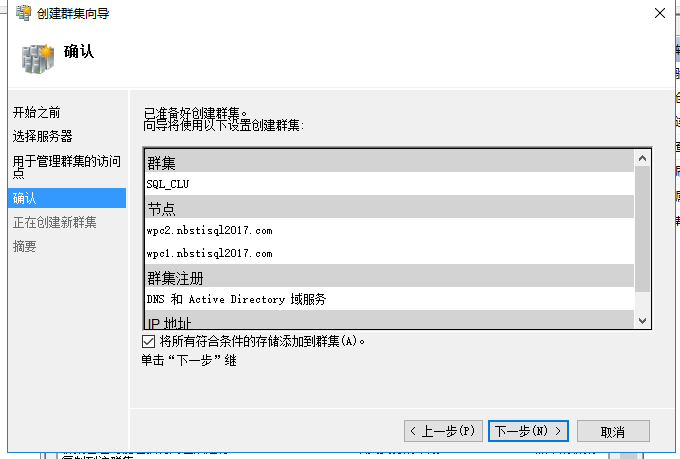 创建群集向导
确认
开始之前
选择服务器
用于管理群集的访问
点
确认
正在创建新群集
摘要
已准备好创建群集。
向导将使用以下设置创建群集:
群集
SQL_CLU
节点
wpc2.nbstisql2017.com
wpc1.nbstisql2017.com
群集注册
DNS 和 Active Directory 域服务
IP 地址
将所有符合条件的存储添加到群集(A)。
单击“下一步”继
< 上一步(P)
下一步(N) >
取消